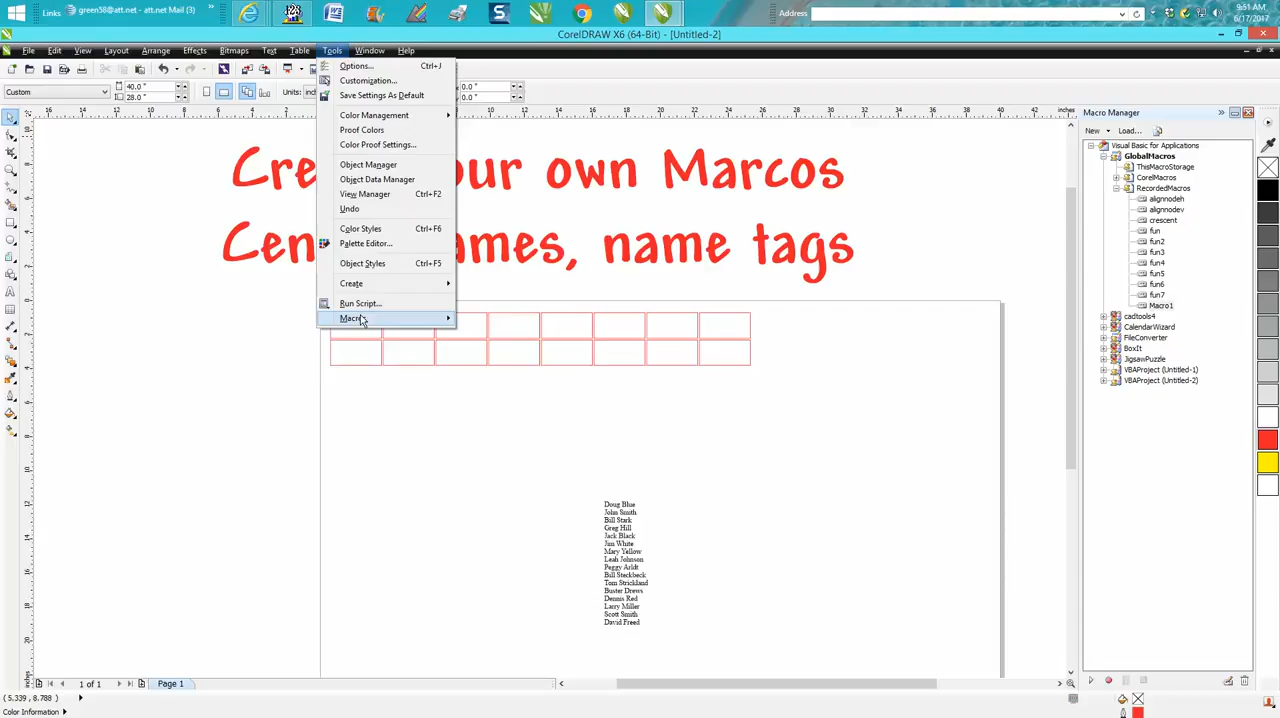 Links
green58@att.net - att.net Mail (3)
Address
9:51 AM
6/17/2017
CorelDRAW X6 (64-Bit) - [Untitled-2]
File Edit View Layout Arrange Effects Bitmaps Text Table Tools Window Help
Custom
40.0"
28.0"
Units:
0.0"
0.0"
Options... Ctrl+J
Customization...
Save Settings As Default
Color Management
Proof Colors
Color Proof Settings...
Object Manager
Object Data Manager
View Manager Ctrl+F2
Undo
Color Styles Ctrl+F6
Palette Editor...
Object Styles Ctrl+F5
Create
Run Script...
Macro
inches
Cre our own Marcos
Cen ames, name tags
Doug Blue
John Smith
Bill Stark
Greg Hill
Jack Black
Jim White
Mary Yellow
Leah Johnson
Peggy Arldt
Bill Steckbeck
Tom Strickland
Buster Drews
Dennis Red
Larry Miller
Scott Smith
David Freed
Macro Manager
New Load...
Visual Basic for Applications
GlobalMacros
ThisMacroStorage
CorelMacros
RecordedMacros
alignnodeh
alignnodev
crescent
fun
fun2
fun3
fun4
fun5
fun6
fun7
Macro1
cadtools4
CalendarWizard
FileConverter
BoxIt
JigsawPuzzle
VBAProject (Untitled-1)
VBAProject (Untitled-2)
1 of 1
Page 1
(5.339, 8.788)
Color Information